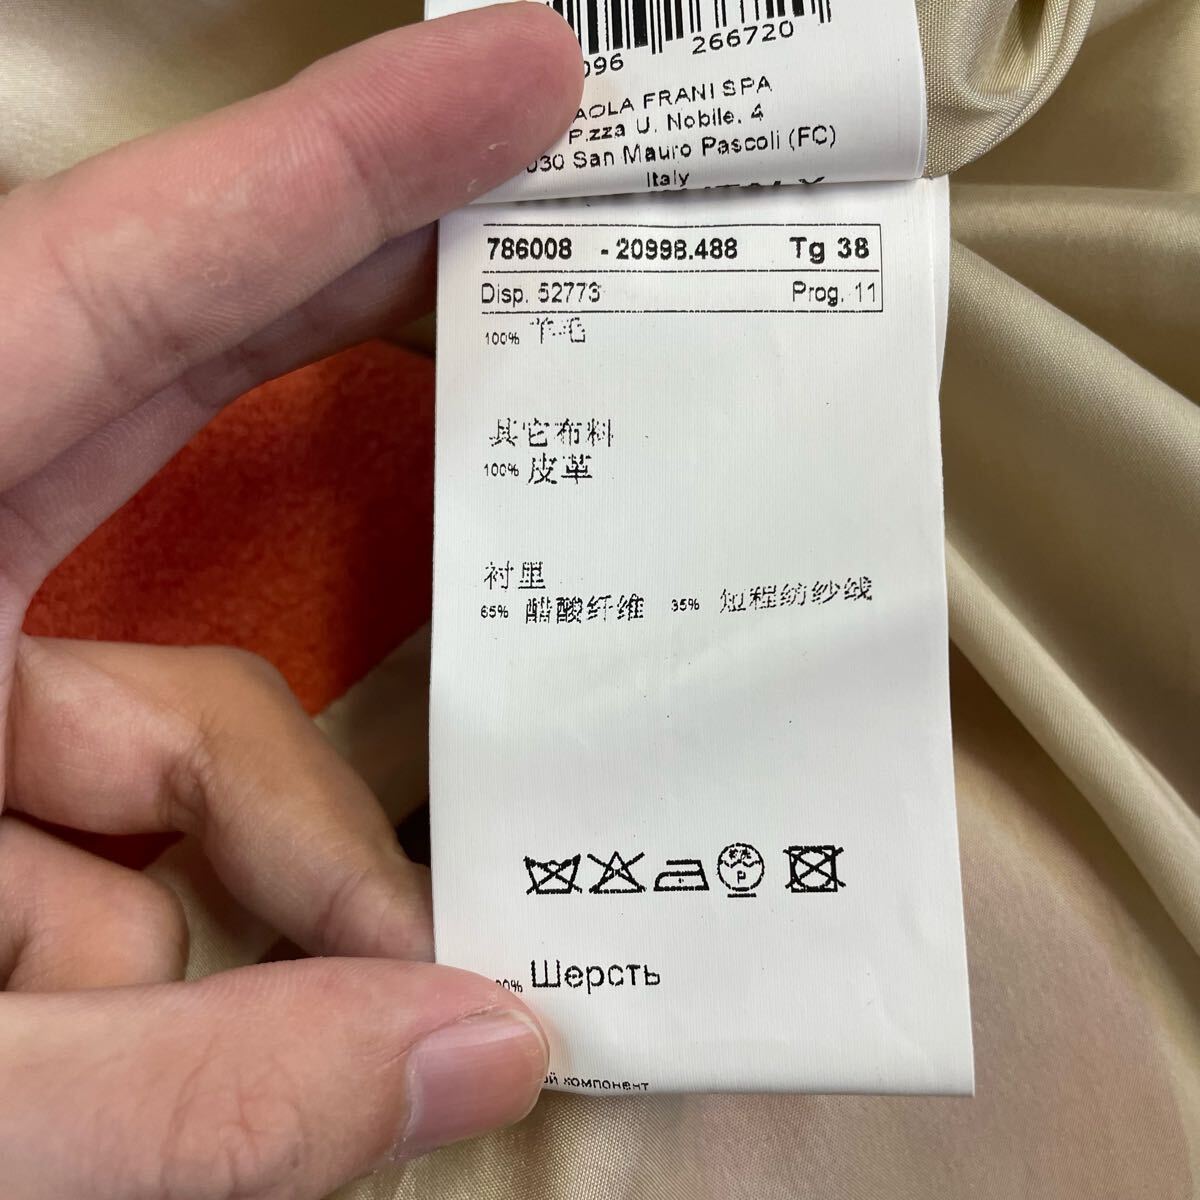 096 266720
AOLA FRANI SPA
P.zza U. Nobile, 4
030 San Mauro Pascoli (FC)
Italy
786008 - 20998.488 Tg 38
Disp. 52773 Prog. 11
100% 羊毛
其它布料
100% 皮革
衬里
65% 醋酸纤维 35% 短程纺纱线
P
00% Шерсть
ой компонент